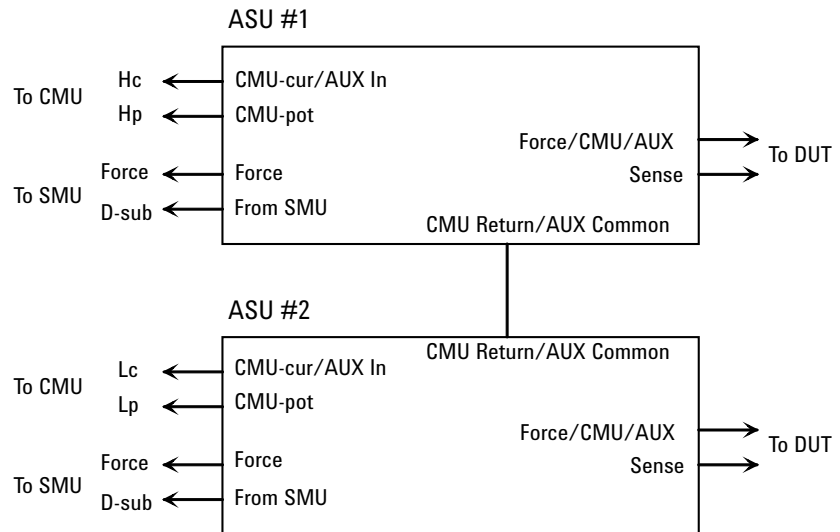 ASU #1
To CMU
Hc
CMU-cur/AUX In
Hp
CMU-pot
To SMU
Force
Force
D-sub
From SMU
Force/CMU/AUX
Sense
To DUT
CMU Return/AUX Common
ASU #2
CMU Return/AUX Common
To CMU
Lc
CMU-cur/AUX In
Lp
CMU-pot
To SMU
Force
Force
D-sub
From SMU
Force/CMU/AUX
Sense
To DUT